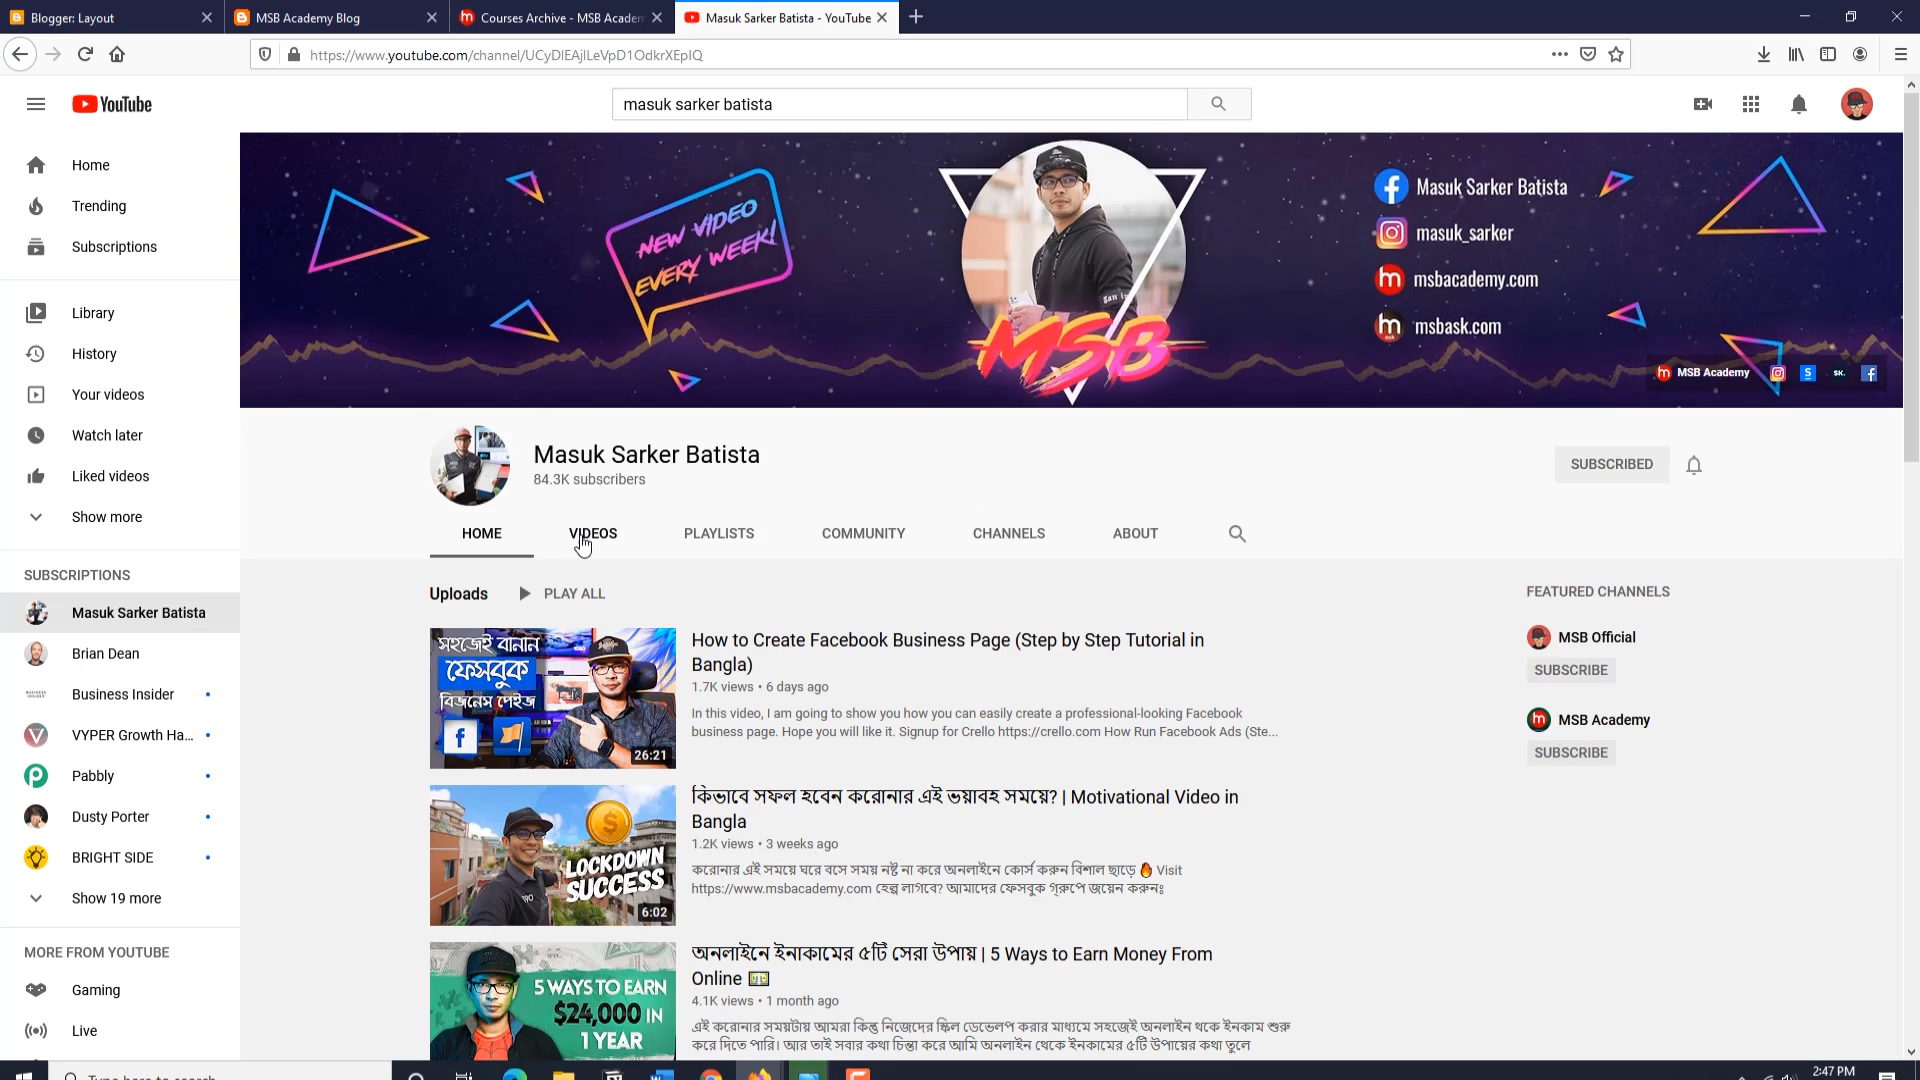 Blogger: Layout
MSB Academy Blog
Courses Archive - MSB Academ
Masuk Sarker Batista - YouTube
https://www.youtube.com/channel/UCyDlEAjlLeVpD1OdkrXEpIQ
YouTube
masuk sarker batista
Home
Trending
Subscriptions
Library
History
Your videos
Watch later
Liked videos
Show more
SUBSCRIPTIONS
Masuk Sarker Batista
Brian Dean
Business Insider
VYPER Growth Ha...
Pabbly
Dusty Porter
BRIGHT SIDE
Show 19 more
MORE FROM YOUTUBE
Gaming
Live
NEW VIDEO
EVERY WEEK!
MSB
Masuk Sarker Batista
masuk_sarker
msbacademy.com
msbask.com
MSB Academy
Masuk Sarker Batista
84.3K subscribers
SUBSCRIBED
HOME
VIDEOS
PLAYLISTS
COMMUNITY
CHANNELS
ABOUT
Uploads
PLAY ALL
সহজেই বানান
ফেসবুক
বিজনেস পেইজ
26:21
How to Create Facebook Business Page (Step by Step Tutorial in
Bangla)
1.7K views • 6 days ago
In this video, I am going to show you how you can easily create a professional-looking Facebook
business page. Hope you will like it. Signup for Crello https://crello.com How Run Facebook Ads (Ste...
LOCKDOWN
SUCCESS
6:02
কিভাবে সফল হবেন করোনার এই ভয়াবহ সময়ে? | Motivational Video in
Bangla
1.2K views • 3 weeks ago
করোনার এই সময়ে ঘরে বসে সময় নষ্ট না করে অনলাইনে কোর্স করুন বিশাল ছাড়ে 🔥 Visit
https://www.msbacademy.com হেল্প লাগবে? আমাদের ফেসবুক গ্রুপে জয়েন করুনঃ
5 WAYS TO EARN
$24,000 IN
1 YEAR
অনলাইনে ইনাকামের ৫টি সেরা উপায় | 5 Ways to Earn Money From
Online 💵
4.1K views • 1 month ago
এই করোনার সময়টায় আমরা কিন্তু নিজেদের স্কিল ডেভেলপ করার মাধ্যমে সহজেই অনলাইন থকে ইনকাম শুরু
করে দিতে পারি। আর তাই সবার কথা চিন্তা করে আমি অনলাইন থেকে ইনকামের ৫টি উপায়ের কথা তুলে
FEATURED CHANNELS
MSB Official
SUBSCRIBE
MSB Academy
SUBSCRIBE
Type here to search
2:47 PM